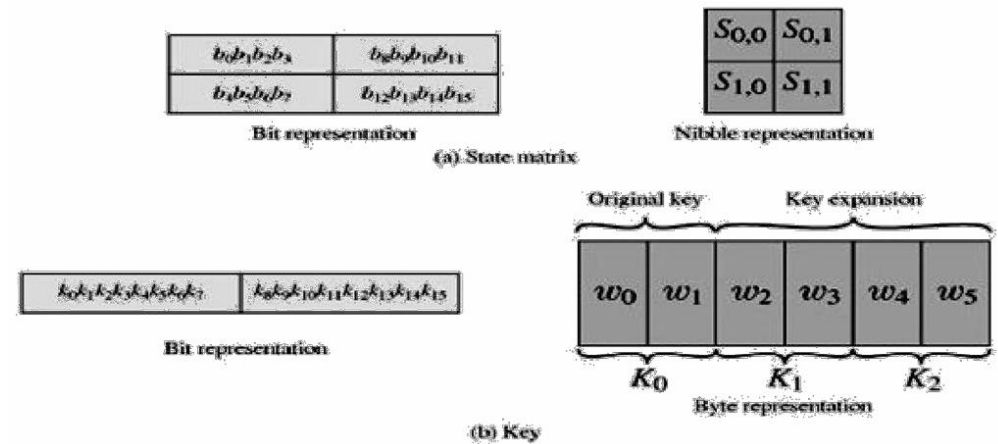 b₀b₁b₂b₃ b₈b₉b₁₀b₁₁
b₄b₅b₆b₇ b₁₂b₁₃b₁₄b₁₅
Bit representation
S₀,₀ S₀,₁
S₁,₀ S₁,₁
Nibble representation
(a) State matrix
Original key Key expansion
k₀k₁k₂k₃k₄k₅k₆k₇ k₈k₉k₁₀k₁₁k₁₂k₁₃k₁₄k₁₅
Bit representation
w₀ w₁ w₂ w₃ w₄ w₅
K₀ K₁ K₂
Byte representation
(b) Key